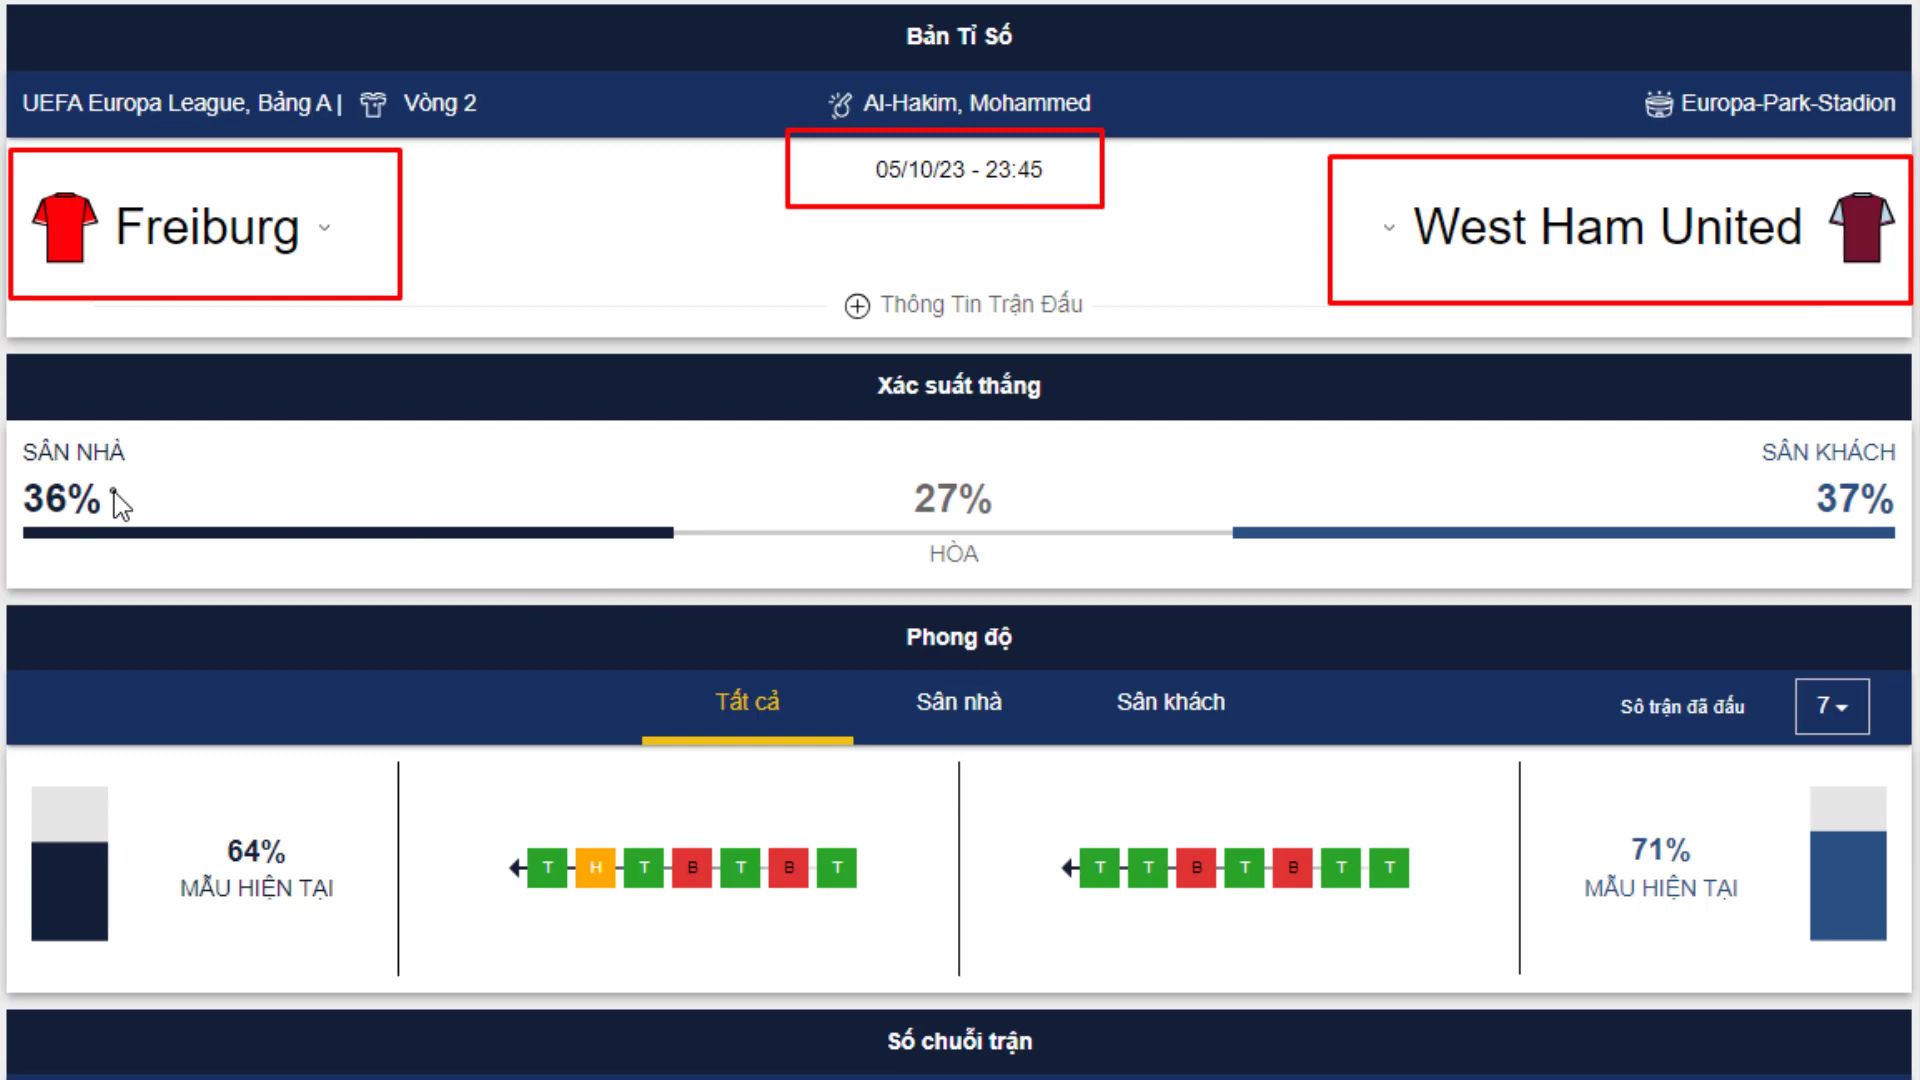 Bản Tỉ Số
UEFA Europa League, Bảng A | Vòng 2
Al-Hakim, Mohammed
Europa-Park-Stadion
05/10/23 - 23:45
Freiburg
West Ham United
Thông Tin Trận Đấu
Xác suất thắng
SÂN NHÀ
SÂN KHÁCH
36%
27%
37%
HÒA
Phong độ
Tất cả
Sân nhà
Sân khách
Sô trận đã đấu
7
64%
MẪU HIỆN TẠI
T H T B T B T
T T B T B T T
71%
MẪU HIỆN TẠI
Số chuỗi trận